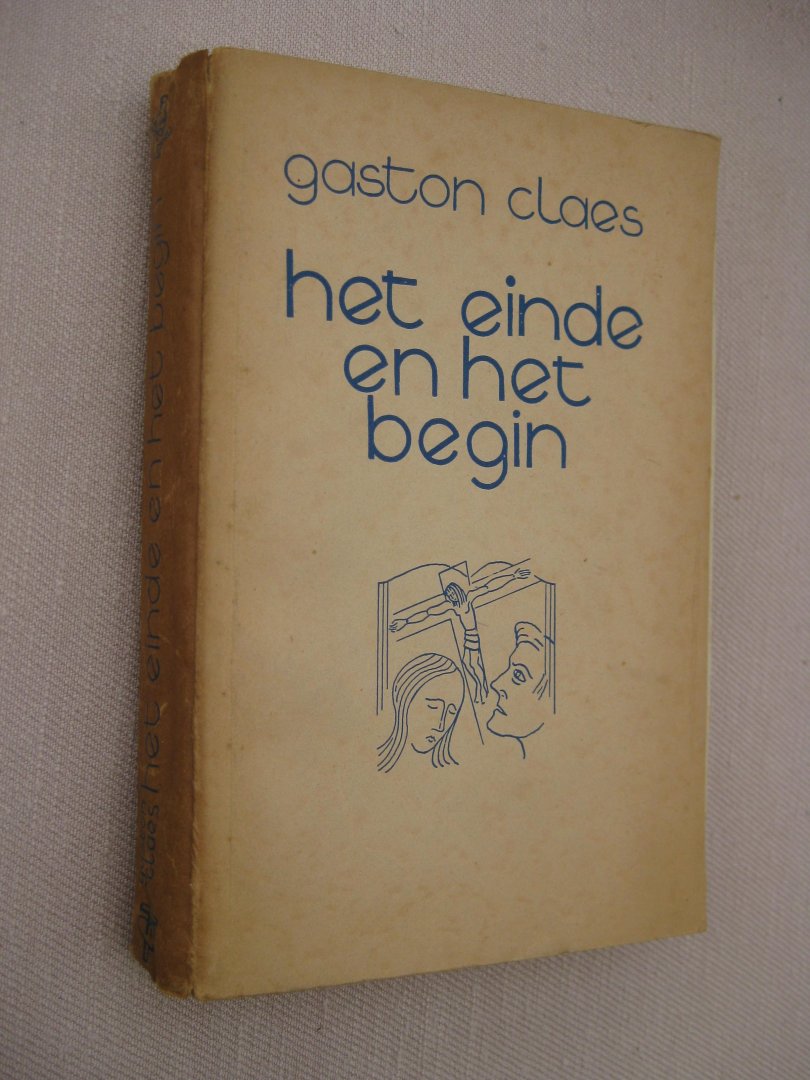 gaston claes
het einde
en het
begin
claes het einde en het begin